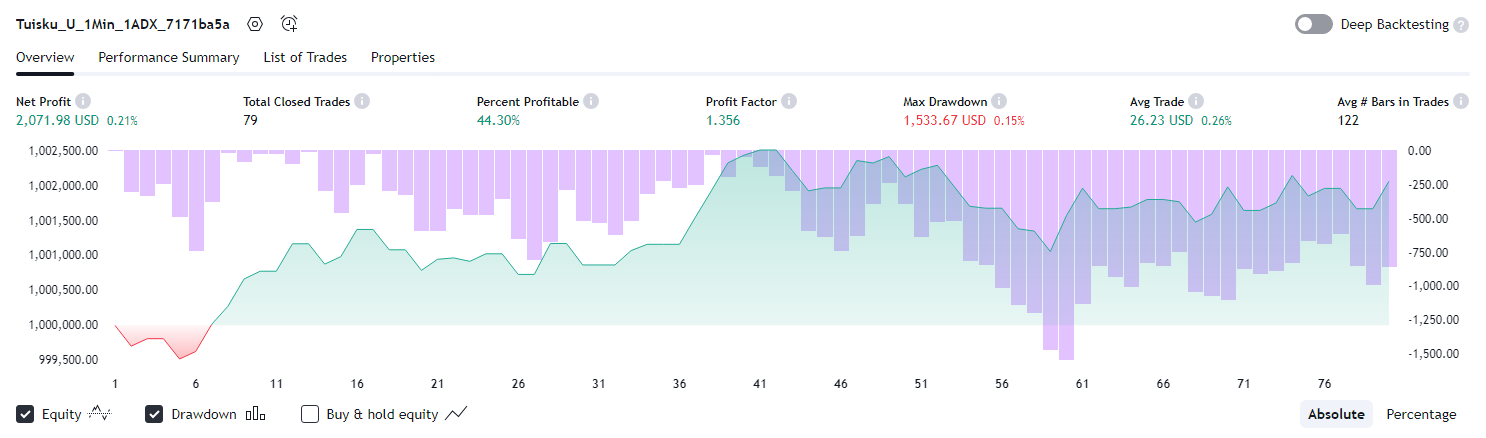 Tuisku_U_1Min_1ADX_7171ba5a Deep Backtesting ?
Overview Performance Summary List of Trades Properties
Net Profit i Total Closed Trades i Percent Profitable i Profit Factor i Max Drawdown i Avg Trade i Avg # Bars in Trades i
2,071.98 USD 0.21% 79 44.30% 1.356 1,533.67 USD 0.15% 26.23 USD 0.26% 122
1,002,500.00 0.00
1,002,000.00 -250.00
1,001,500.00 -500.00
1,001,000.00 -750.00
1,000,500.00 -1,000.00
1,000,000.00 -1,250.00
999,500.00 -1,500.00
1 6 11 16 21 26 31 36 41 46 51 56 61 66 71 76
Equity Drawdown Buy & hold equity Absolute Percentage